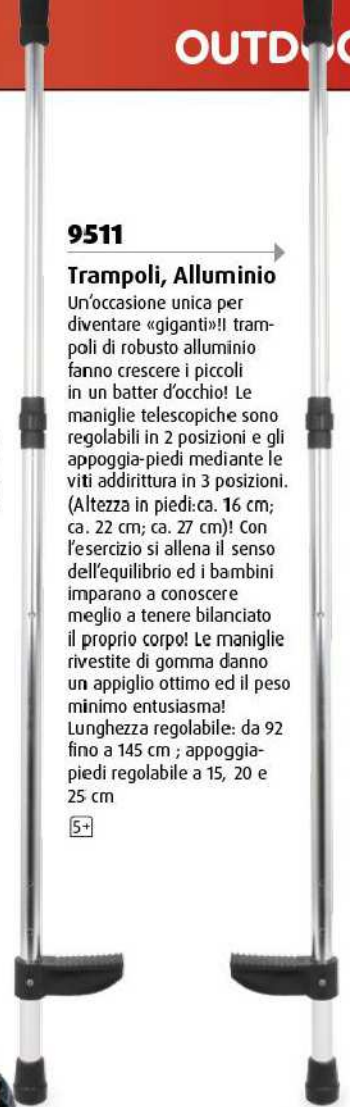 OUTDOO
9511
Trampoli, Alluminio
Un'occasione unica per
diventare «giganti»!I tram-
poli di robusto alluminio
fanno crescere i piccoli
in un batter d'occhio! Le
maniglie telescopiche sono
regolabili in 2 posizioni e gli
appoggia-piedi mediante le
viti addirittura in 3 posizioni.
(Altezza in piedi:ca. 16 cm;
ca. 22 cm; ca. 27 cm)! Con
l'esercizio si allena il senso
dell'equilibrio ed i bambini
imparano a conoscere
meglio a tenere bilanciato
il proprio corpo! Le maniglie
rivestite di gomma danno
un appiglio ottimo ed il peso
minimo entusiasma!
Lunghezza regolabile: da 92
fino a 145 cm ; appoggia-
piedi regolabile a 15, 20 e
25 cm
5+